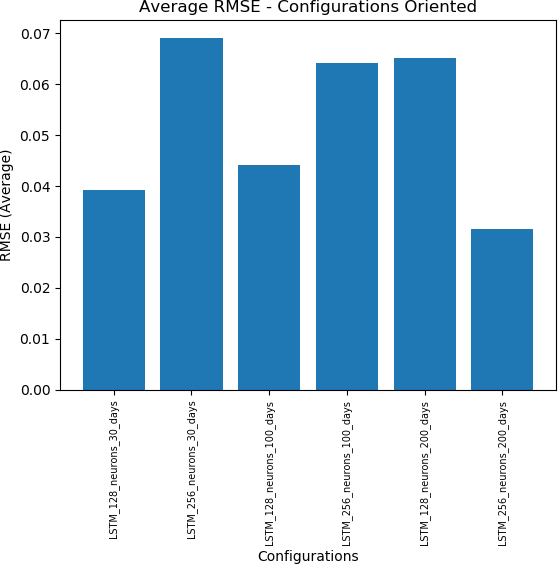 Average RMSE - Configurations Oriented
RMSE (Average)
0.07
0.06
0.05
0.04
0.03
0.02
0.01
0.00
LSTM_128_neurons_30_days
LSTM_256_neurons_30_days
LSTM_128_neurons_100_days
LSTM_256_neurons_100_days
LSTM_128_neurons_200_days
LSTM_256_neurons_200_days
Configurations